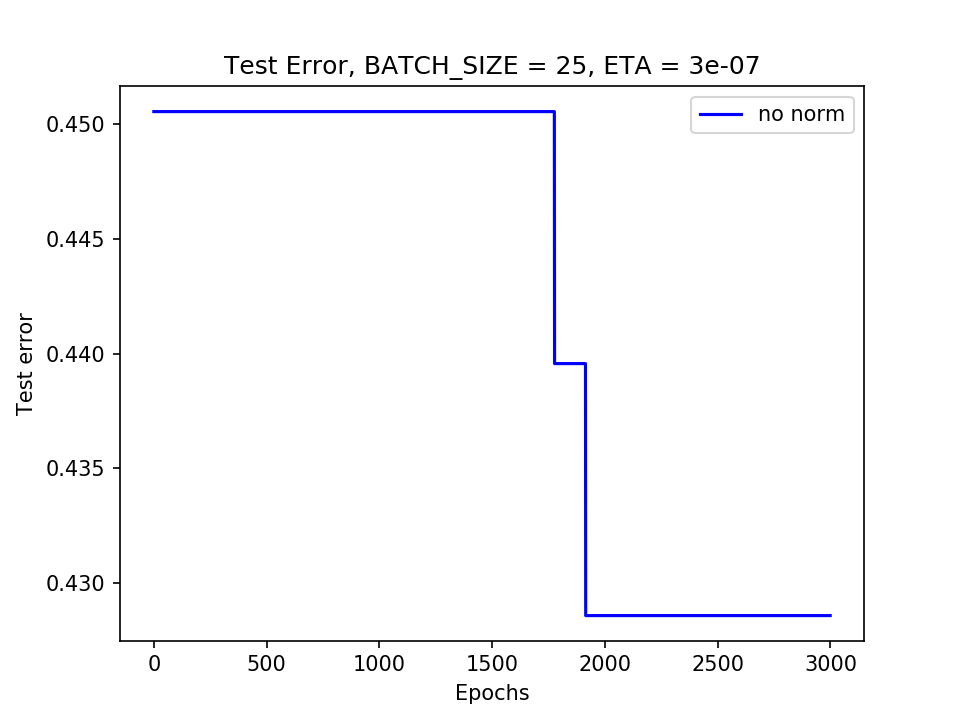 Test Error, BATCH_SIZE = 25, ETA = 3e-07
no norm
0.450
0.445
0.440
0.435
0.430
Test error
0 500 1000 1500 2000 2500 3000
Epochs